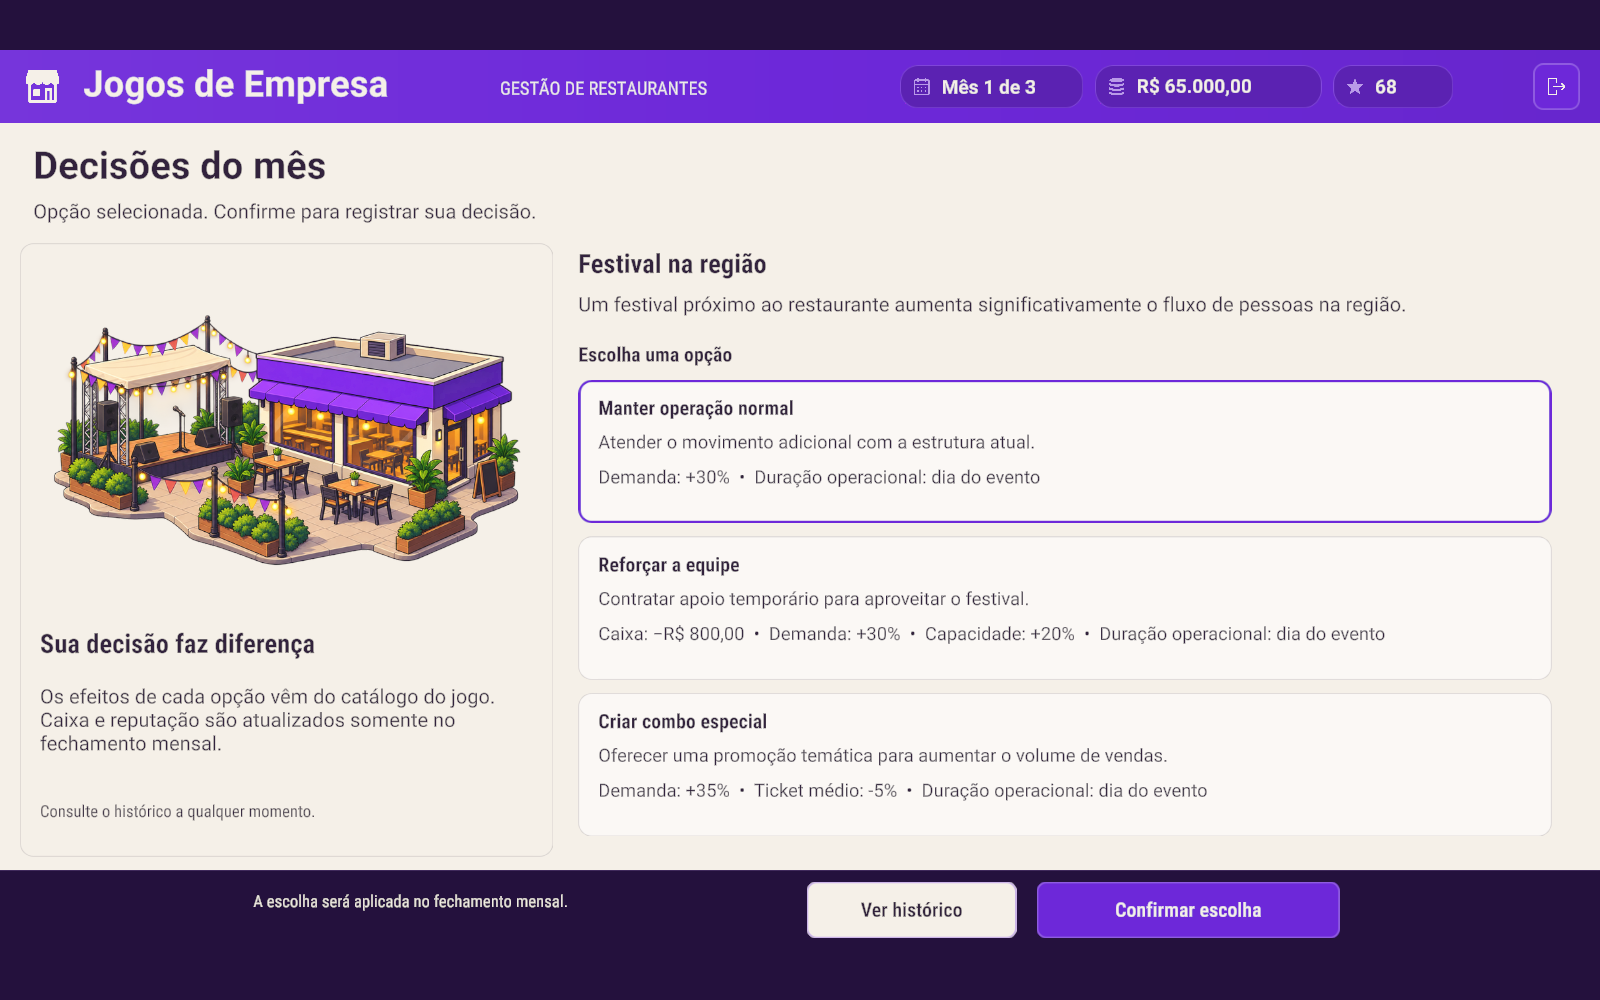 Jogos de Empresa
GESTÃO DE RESTAURANTES
Mês 1 de 3
R$ 65.000,00
68
Decisões do mês
Opção selecionada. Confirme para registrar sua decisão.
Sua decisão faz diferença
Os efeitos de cada opção vêm do catálogo do jogo.
Caixa e reputação são atualizados somente no
fechamento mensal.
Consulte o histórico a qualquer momento.
Festival na região
Um festival próximo ao restaurante aumenta significativamente o fluxo de pessoas na região.
Escolha uma opção
Manter operação normal
Atender o movimento adicional com a estrutura atual.
Demanda: +30% • Duração operacional: dia do evento
Reforçar a equipe
Contratar apoio temporário para aproveitar o festival.
Caixa: −R$ 800,00 • Demanda: +30% • Capacidade: +20% • Duração operacional: dia do evento
Criar combo especial
Oferecer uma promoção temática para aumentar o volume de vendas.
Demanda: +35% • Ticket médio: -5% • Duração operacional: dia do evento
A escolha será aplicada no fechamento mensal.
Ver histórico
Confirmar escolha